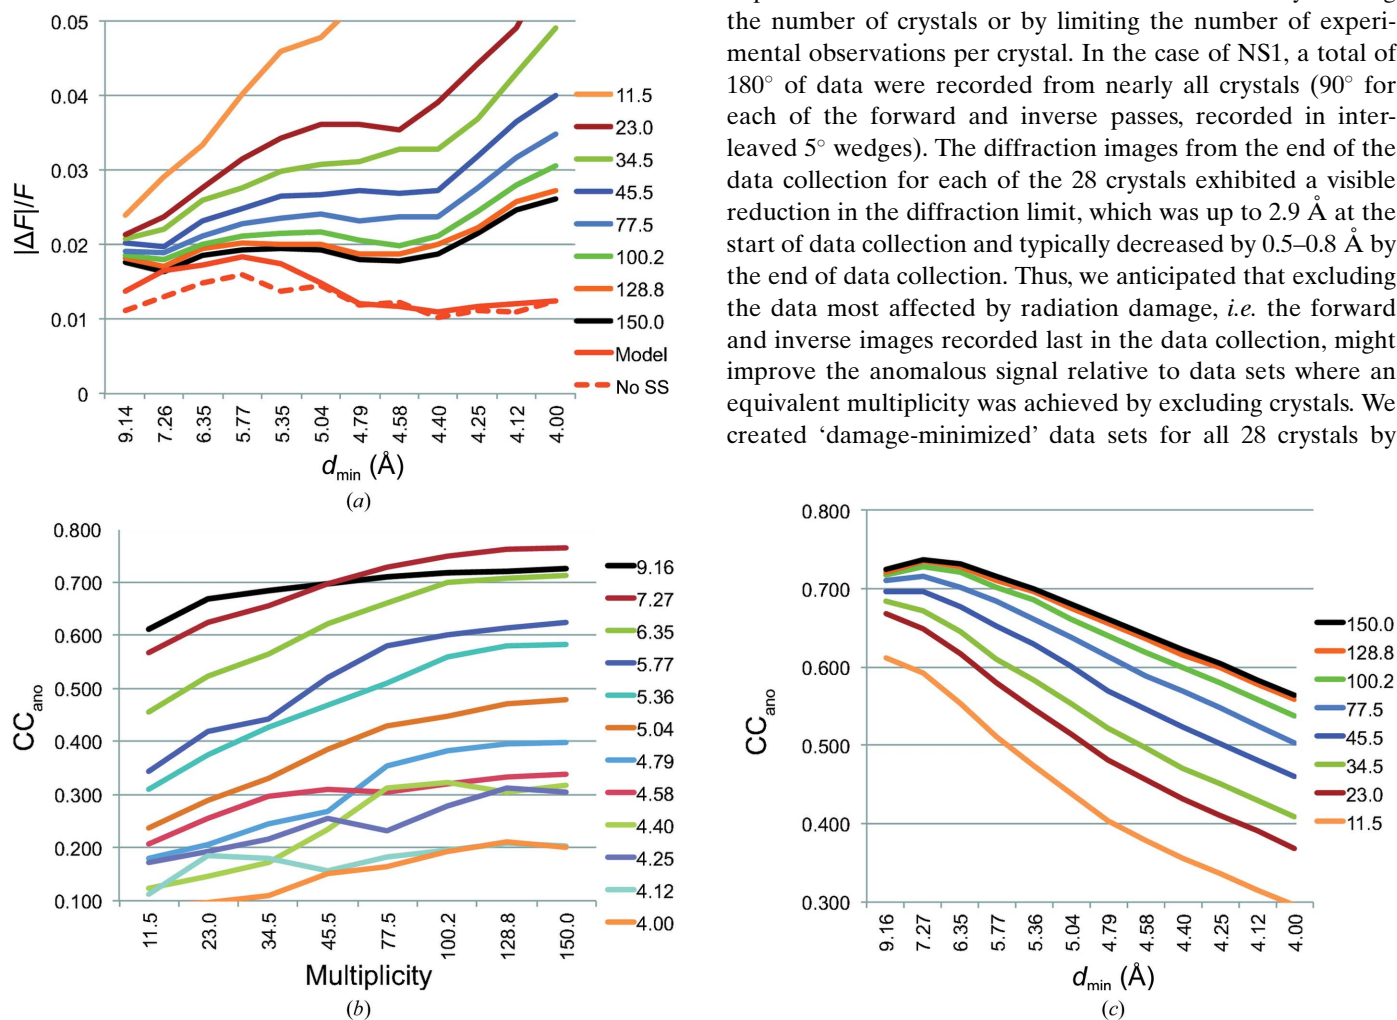 the number of crystals or by limiting the number of experi-
mental observations per crystal. In the case of NS1, a total of
180° of data were recorded from nearly all crystals (90° for
each of the forward and inverse passes, recorded in inter-
leaved 5° wedges). The diffraction images from the end of the
data collection for each of the 28 crystals exhibited a visible
reduction in the diffraction limit, which was up to 2.9 Å at the
start of data collection and typically decreased by 0.5–0.8 Å by
the end of data collection. Thus, we anticipated that excluding
the data most affected by radiation damage, i.e. the forward
and inverse images recorded last in the data collection, might
improve the anomalous signal relative to data sets where an
equivalent multiplicity was achieved by excluding crystals. We
created ‘damage-minimized’ data sets for all 28 crystals by
0.05
0.04
0.03
0.02
0.01
0
|ΔF|/F
9.14 7.26 6.35 5.77 5.35 5.04 4.79 4.58 4.40 4.25 4.12 4.00
dmin (Å)
11.5
23.0
34.5
45.5
77.5
100.2
128.8
150.0
Model
No SS
(a)
0.800
0.700
0.600
0.500
0.400
0.300
0.200
0.100
CCano
11.5 23.0 34.5 45.5 77.5 100.2 128.8 150.0
Multiplicity
9.16
7.27
6.35
5.77
5.36
5.04
4.79
4.58
4.40
4.25
4.12
4.00
(b)
0.800
0.700
0.600
0.500
0.400
0.300
CCano
9.16 7.27 6.35 5.77 5.36 5.04 4.79 4.58 4.40 4.25 4.12 4.00
dmin (Å)
150.0
128.8
100.2
77.5
45.5
34.5
23.0
11.5
(c)